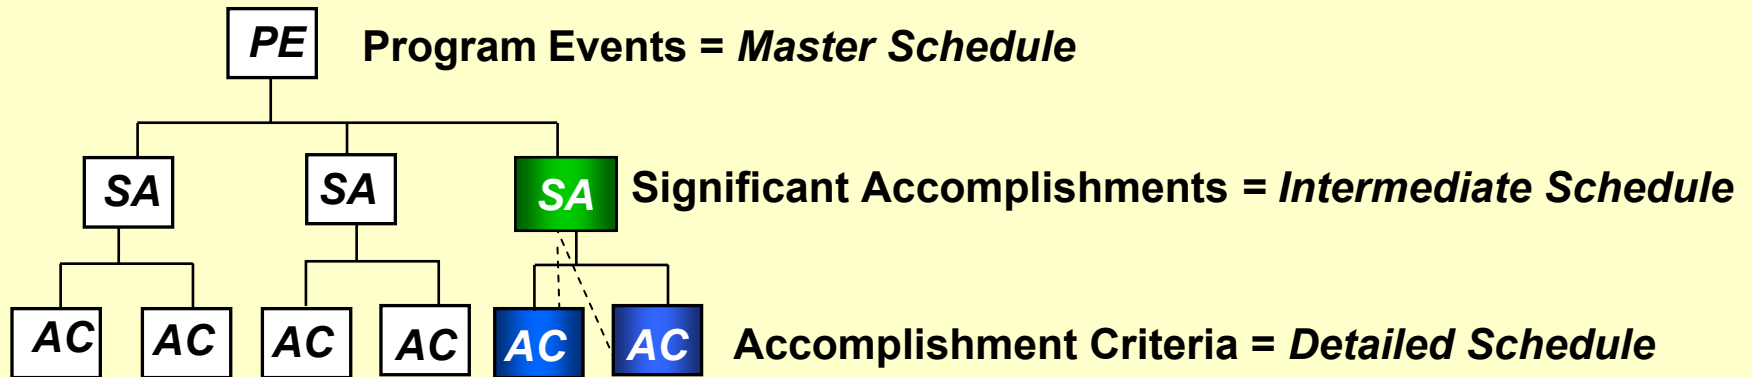 PE Program Events = Master Schedule
SA SA SA Significant Accomplishments = Intermediate Schedule
AC AC AC AC AC AC Accomplishment Criteria = Detailed Schedule